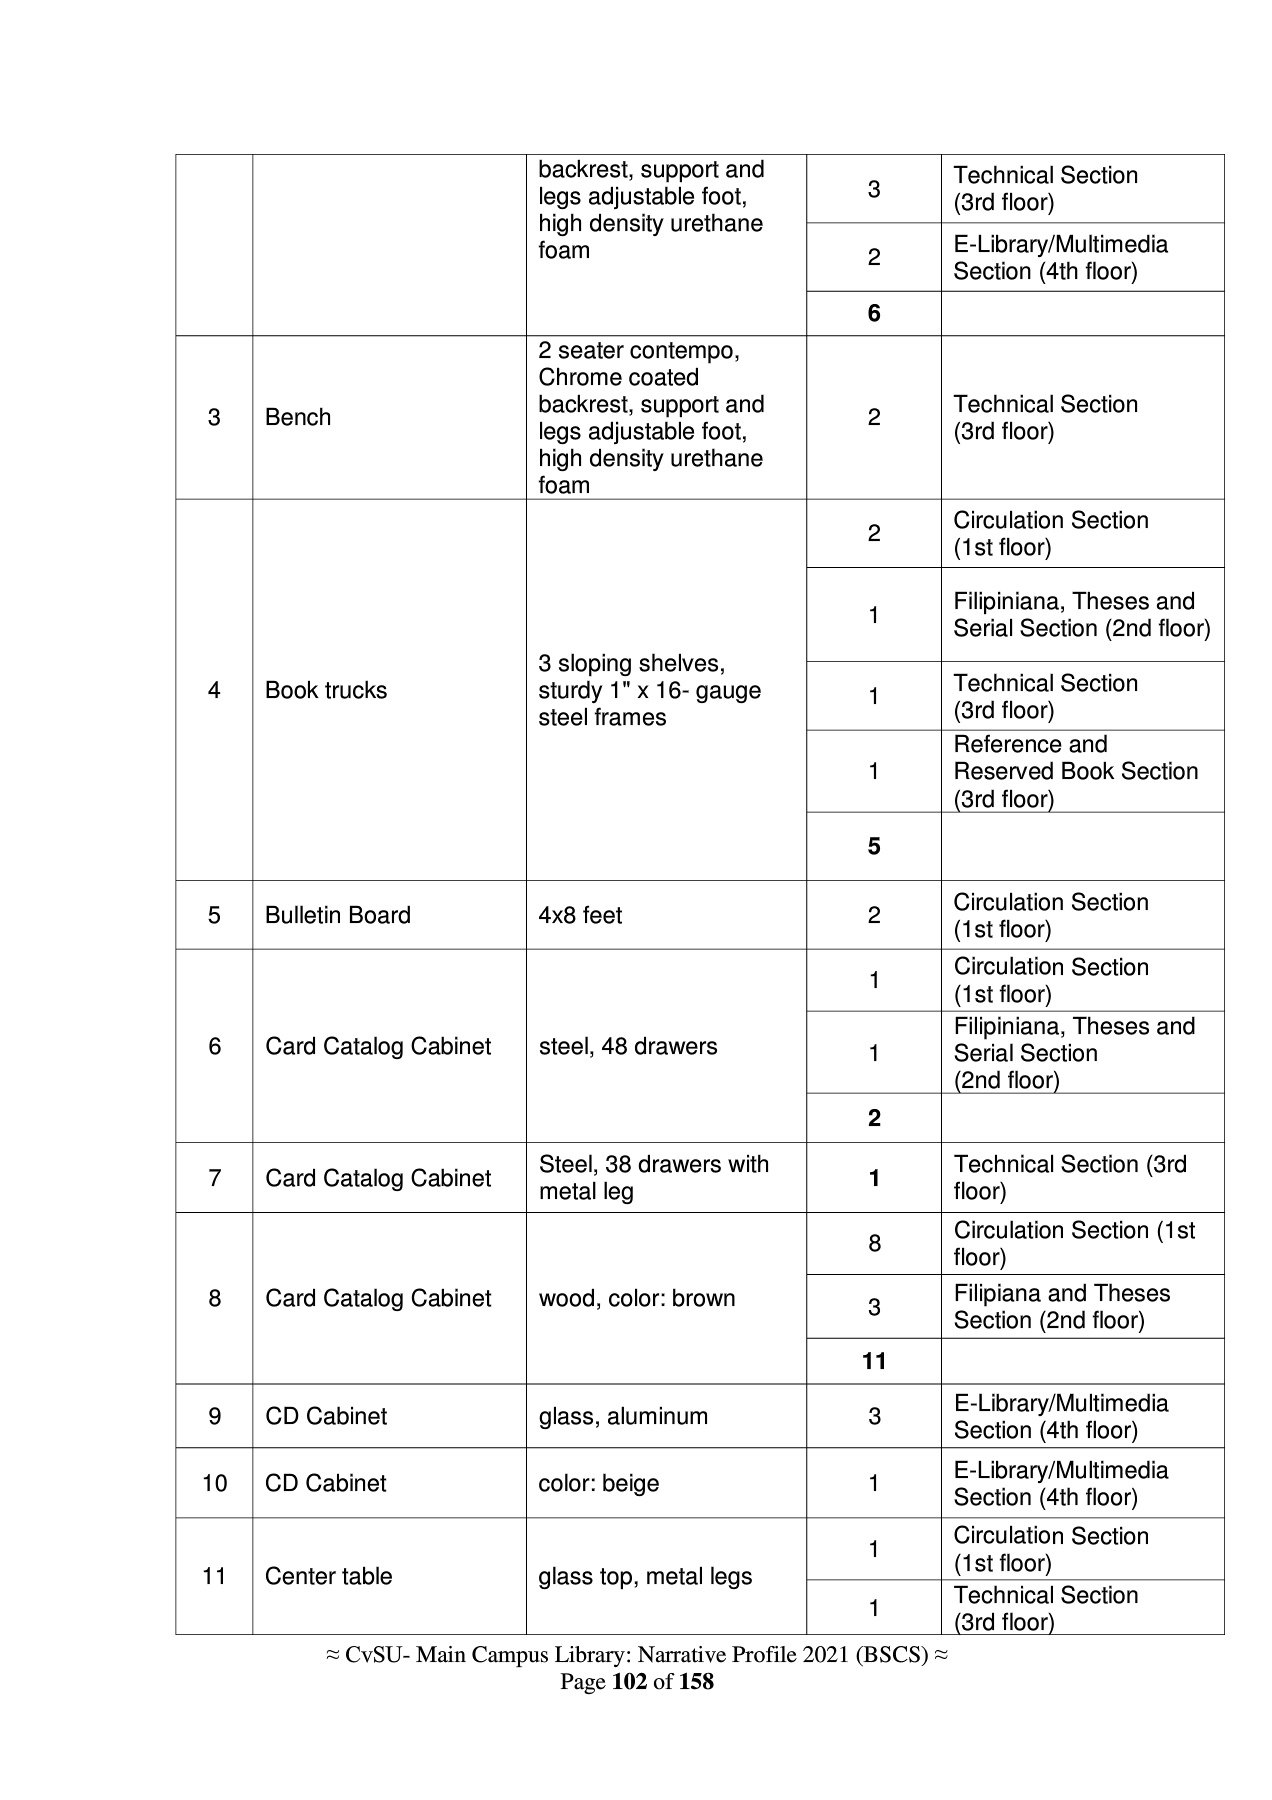 backrest, support and
legs adjustable foot,
high density urethane
foam
3
Technical Section
(3rd floor)
2
E-Library/Multimedia
Section (4th floor)
6
3
Bench
2 seater contempo,
Chrome coated
backrest, support and
legs adjustable foot,
high density urethane
foam
2
Technical Section
(3rd floor)
4
Book trucks
3 sloping shelves,
sturdy 1" x 16- gauge
steel frames
2
Circulation Section
(1st floor)
1
Filipiniana, Theses and
Serial Section (2nd floor)
1
Technical Section
(3rd floor)
1
Reference and
Reserved Book Section
(3rd floor)
5
5
Bulletin Board
4x8 feet
2
Circulation Section
(1st floor)
6
Card Catalog Cabinet
steel, 48 drawers
1
Circulation Section
(1st floor)
1
Filipiniana, Theses and
Serial Section
(2nd floor)
2
7
Card Catalog Cabinet
Steel, 38 drawers with
metal leg
1
Technical Section (3rd
floor)
8
Card Catalog Cabinet
wood, color: brown
8
Circulation Section (1st
floor)
3
Filipiana and Theses
Section (2nd floor)
11
9
CD Cabinet
glass, aluminum
3
E-Library/Multimedia
Section (4th floor)
10
CD Cabinet
color: beige
1
E-Library/Multimedia
Section (4th floor)
11
Center table
glass top, metal legs
1
Circulation Section
(1st floor)
1
Technical Section
(3rd floor)
≈ CvSU- Main Campus Library: Narrative Profile 2021 (BSCS) ≈
Page 102 of 158